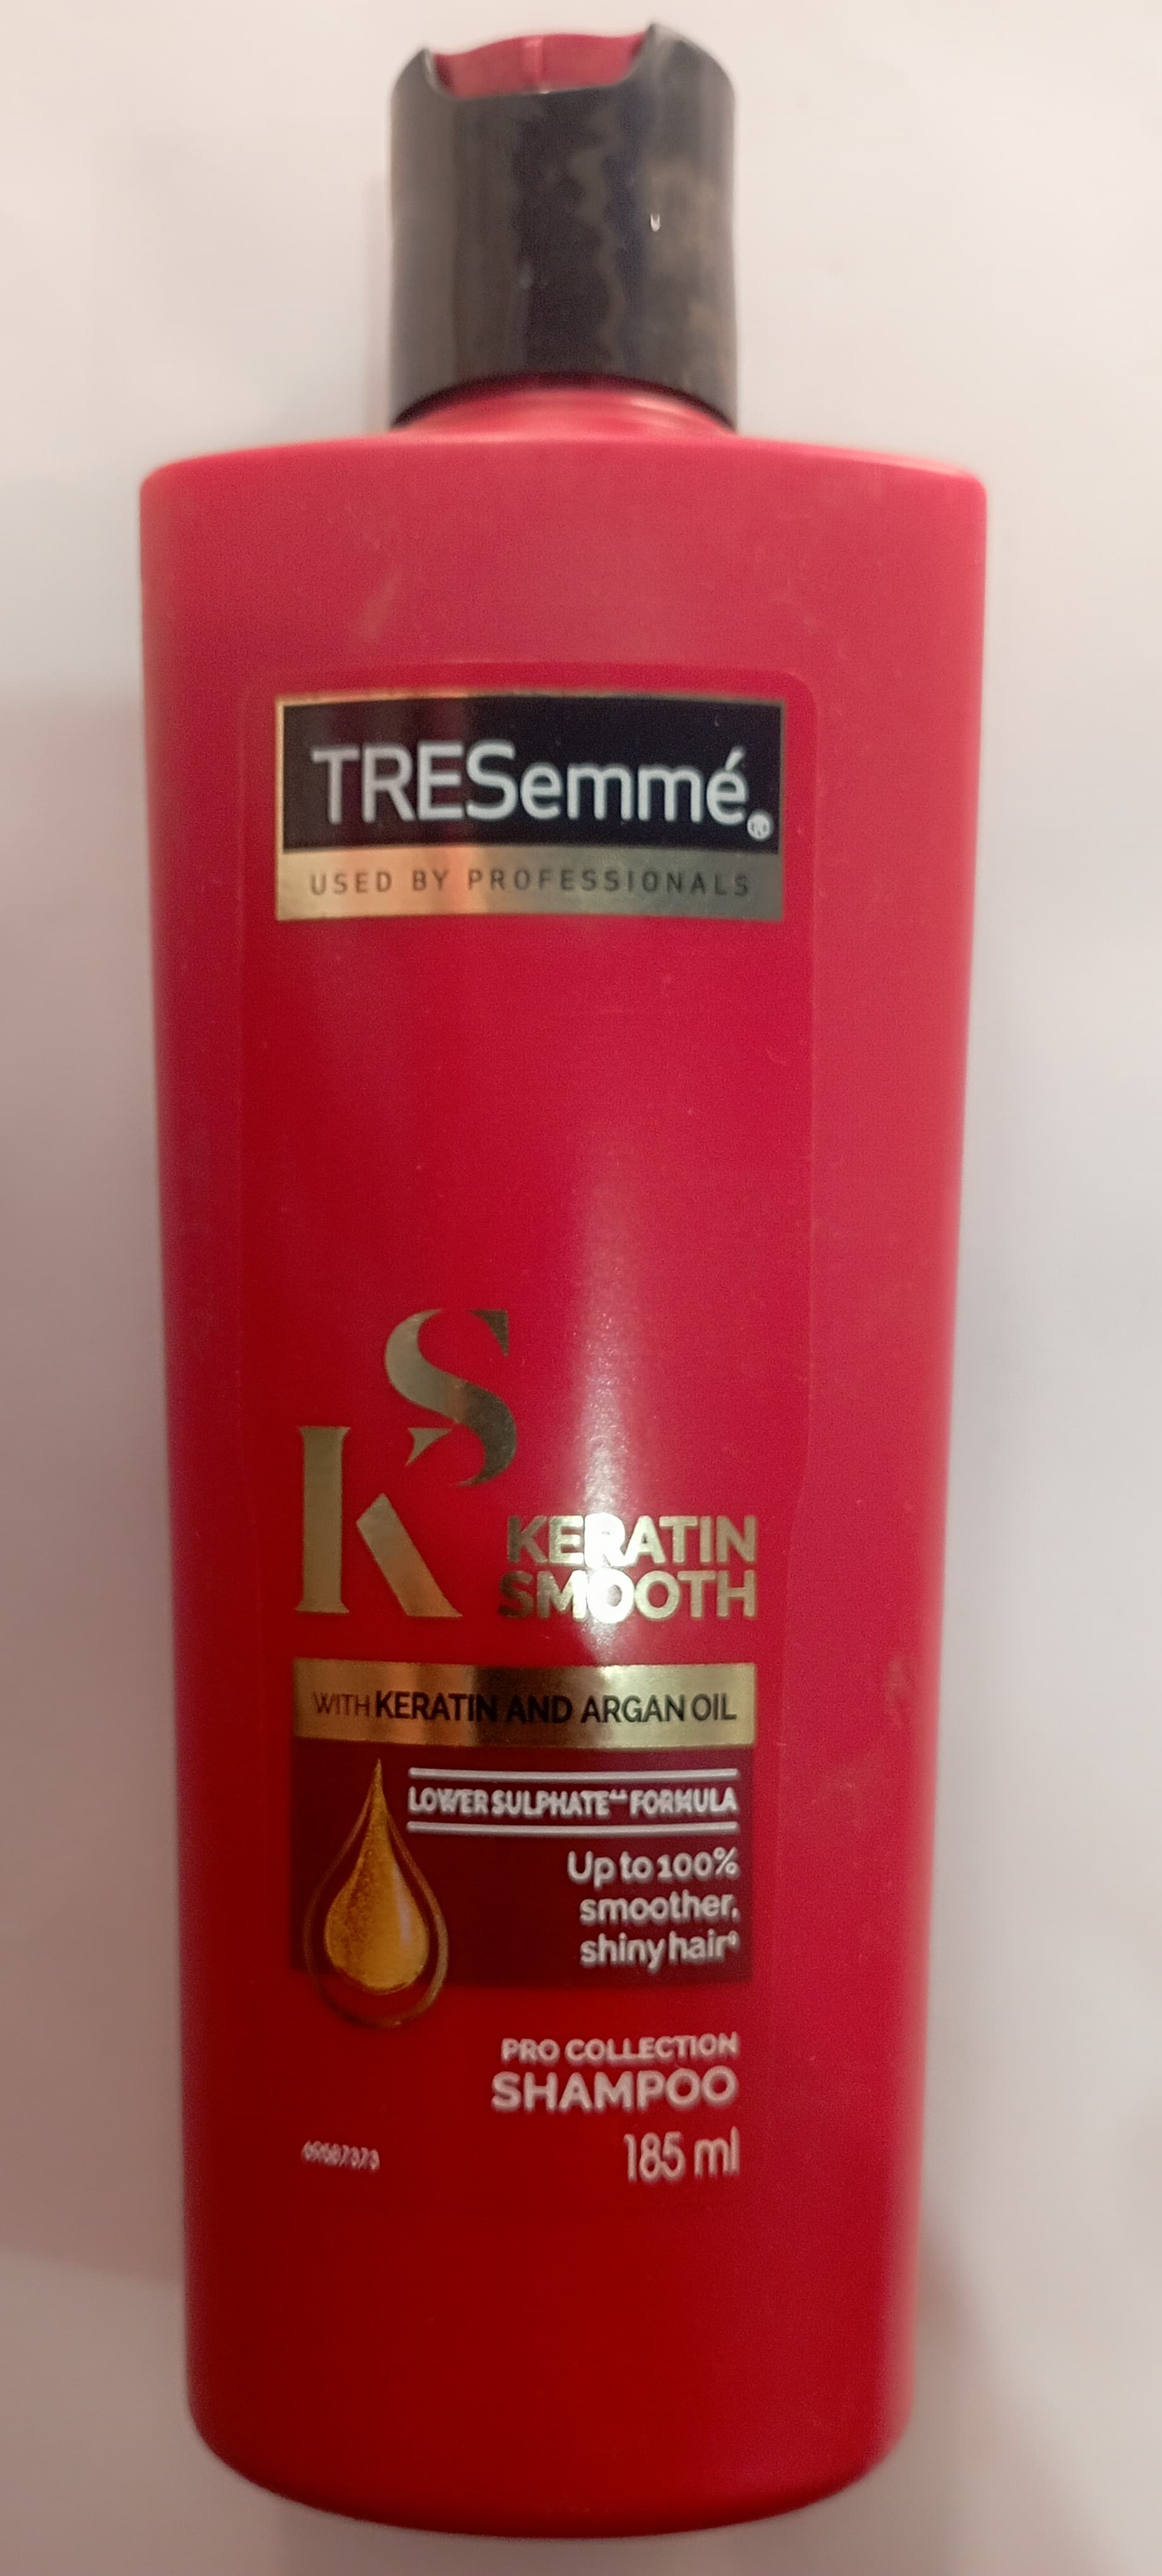 TRESemmé®
USED BY PROFESSIONALS
KS
KERATIN
SMOOTH
WITH KERATIN AND ARGAN OIL
LOWER SULPHATE** FORMULA
Up to 100%
smoother,
shiny hair
PRO COLLECTION
SHAMPOO
185 ml